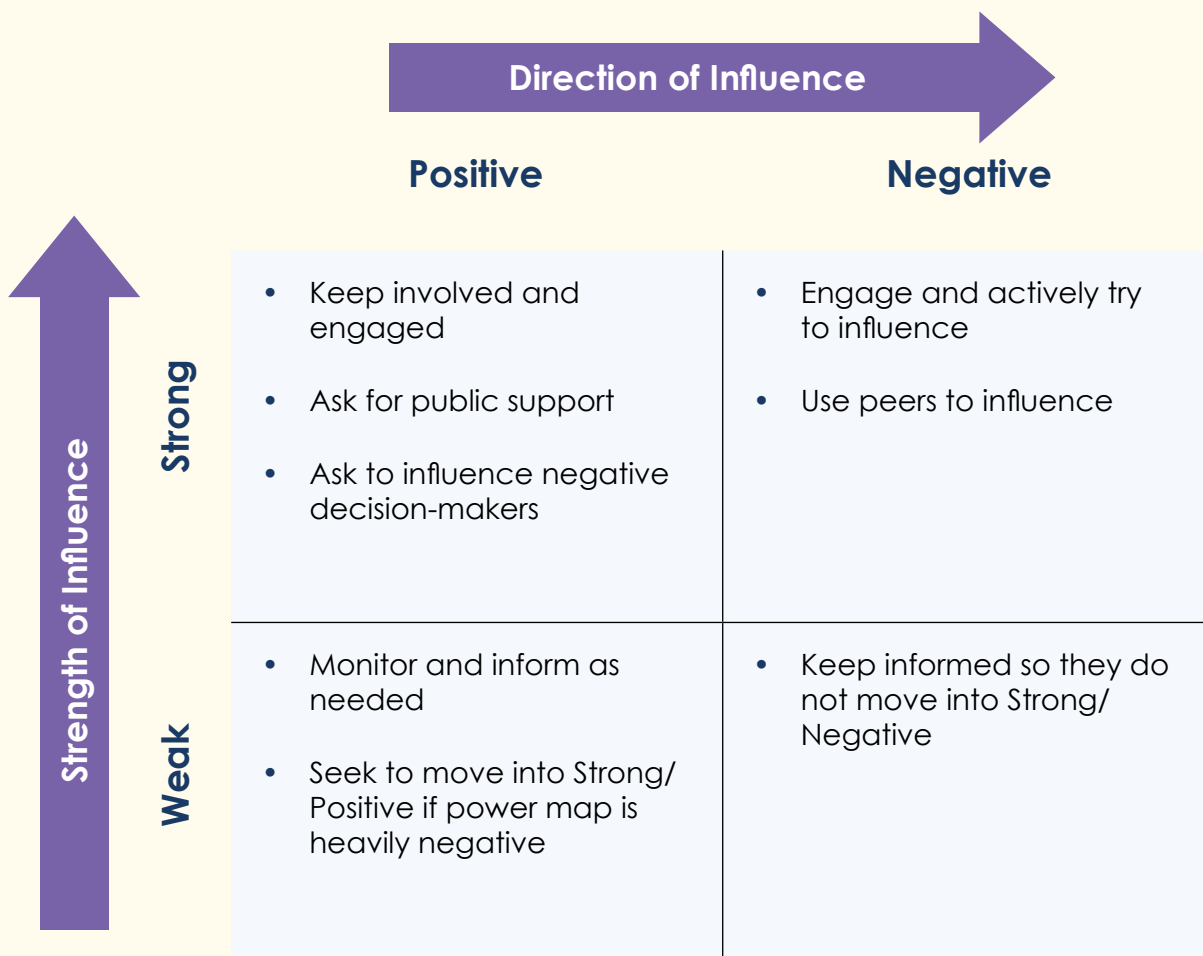 Direction of Influence
Positive
Negative
Strength of Influence
Strong
• Keep involved and
engaged
• Ask for public support
• Ask to influence negative
decision-makers
• Engage and actively try
to influence
• Use peers to influence
Weak
• Monitor and inform as
needed
• Seek to move into Strong/
Positive if power map is
heavily negative
• Keep informed so they do
not move into Strong/
Negative